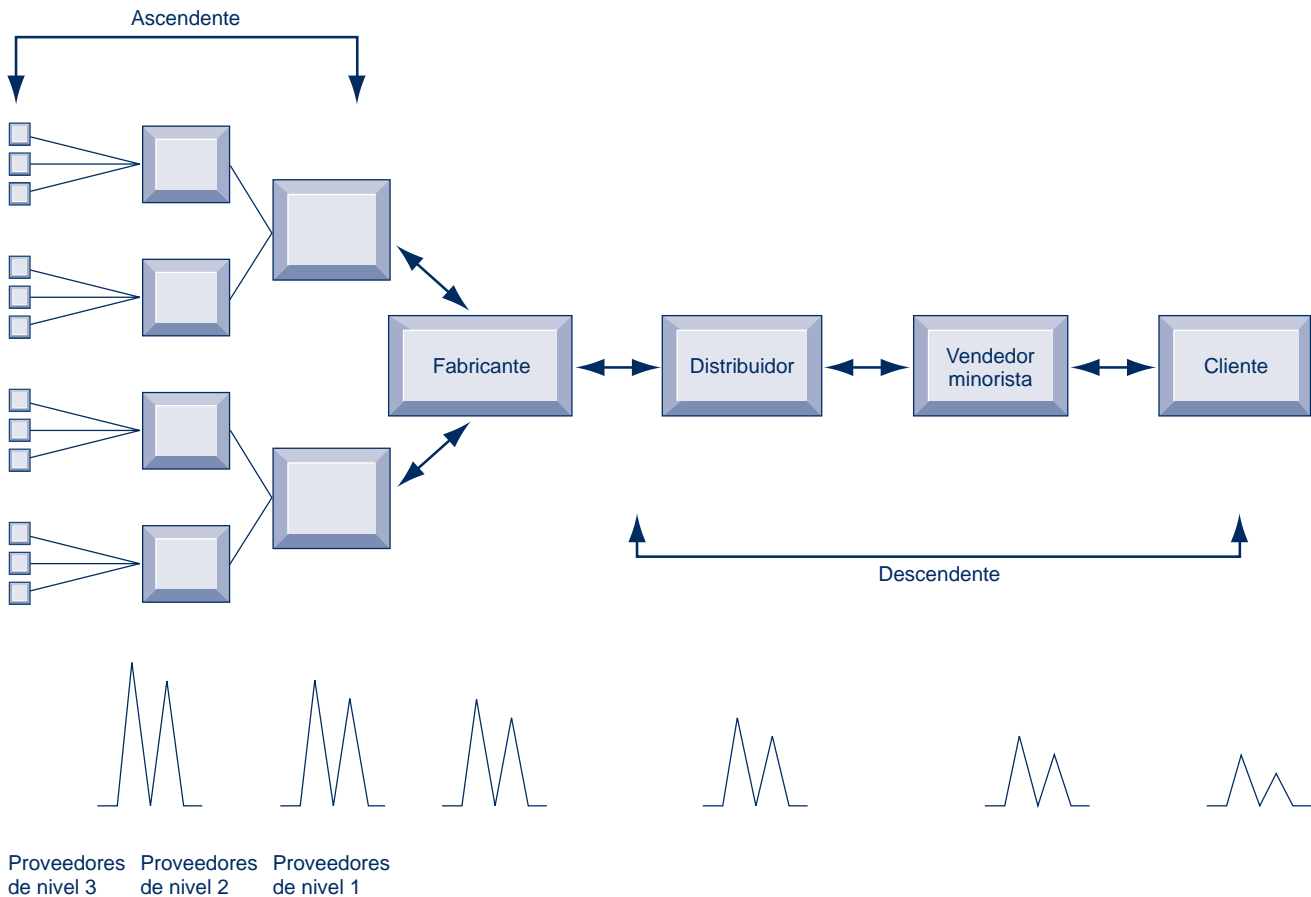 Ascendente
Fabricante
Distribuidor
Vendedor
minorista
Cliente
Descendente
Proveedores
de nivel 3
Proveedores
de nivel 2
Proveedores
de nivel 1